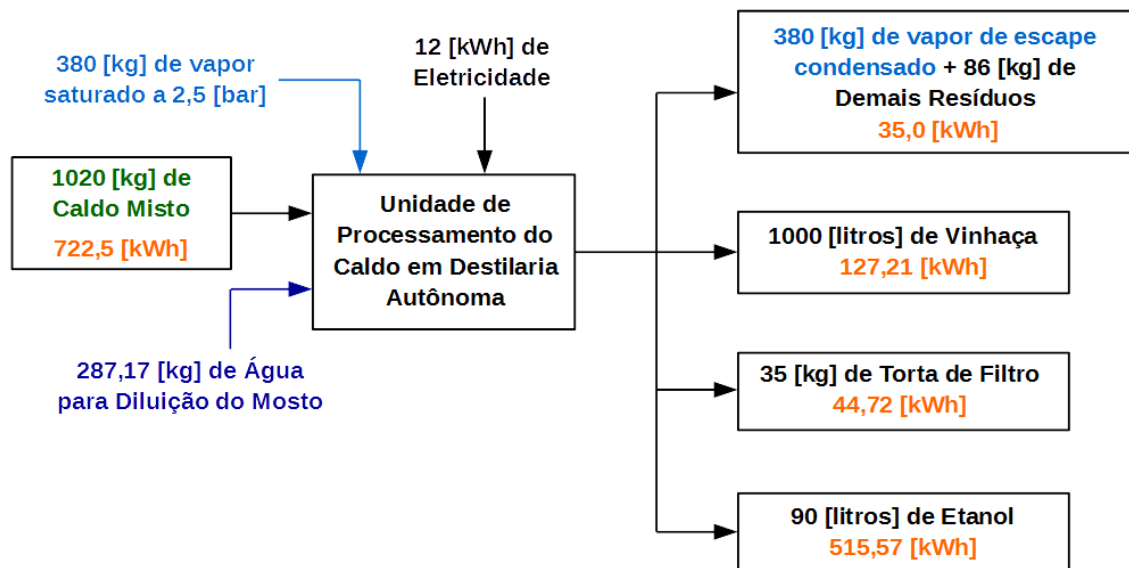 380 [kg] de vapor
saturado a 2,5 [bar]
12 [kWh] de
Eletricidade
1020 [kg] de
Caldo Misto
722,5 [kWh]
287,17 [kg] de Água
para Diluição do Mosto
Unidade de
Processamento do
Caldo em Destilaria
Autônoma
380 [kg] de vapor de escape
condensado + 86 [kg] de
Demais Resíduos
35,0 [kWh]
1000 [litros] de Vinhaça
127,21 [kWh]
35 [kg] de Torta de Filtro
44,72 [kWh]
90 [litros] de Etanol
515,57 [kWh]